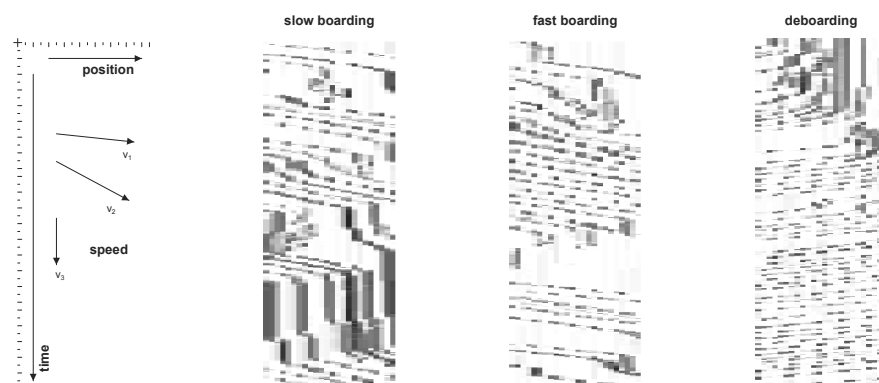 slow boarding
fast boarding
deboarding
position
v1
v2
speed
v3
time